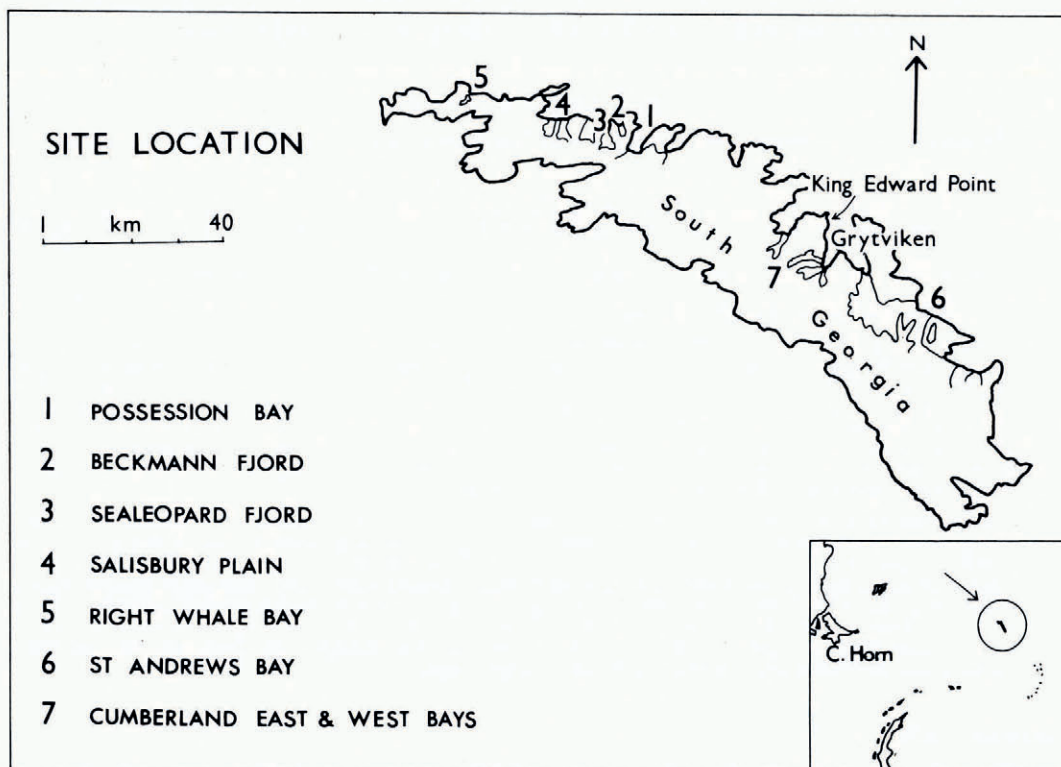 N
5
4
3
2
1
SITE LOCATION
King Edward Point
1 km 40
South
Grytviken
7
6
Georgia
1 POSSESSION BAY
2 BECKMANN FJORD
3 SEALEOPARD FJORD
4 SALISBURY PLAIN
5 RIGHT WHALE BAY
6 ST ANDREWS BAY
7 CUMBERLAND EAST & WEST BAYS
C. Horn